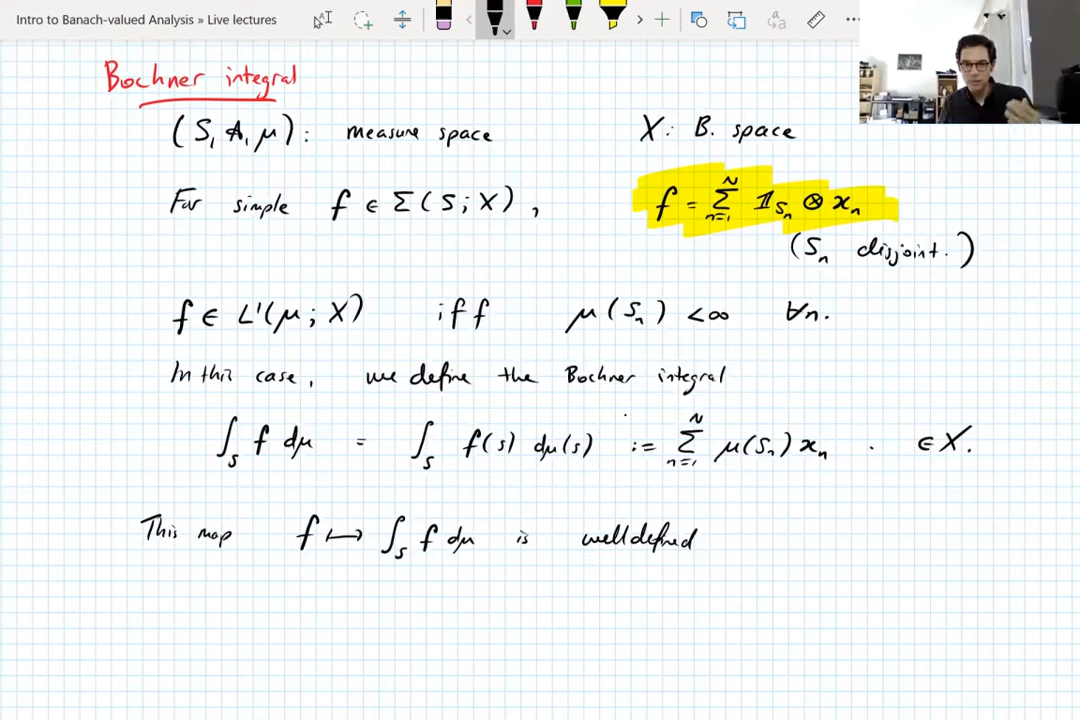 Intro to Banach-valued Analysis » Live lectures
Bochner integral
(S, A, μ): measure space X: B. space
For simple f ∈ Σ(S; X), f = Σ_{n=1}^{N} 𝟙_{S_n} ⊗ x_n
(S_n disjoint.)
f ∈ L¹(μ; X) iff μ(S_n) < ∞ ∀n.
In this case, we define the Bochner integral
∫_S f dμ = ∫_S f(s) dμ(s) := Σ_{n=1}^{N} μ(S_n) x_n . ∈ X.
This map f ↦ ∫_S f dμ is welldefined